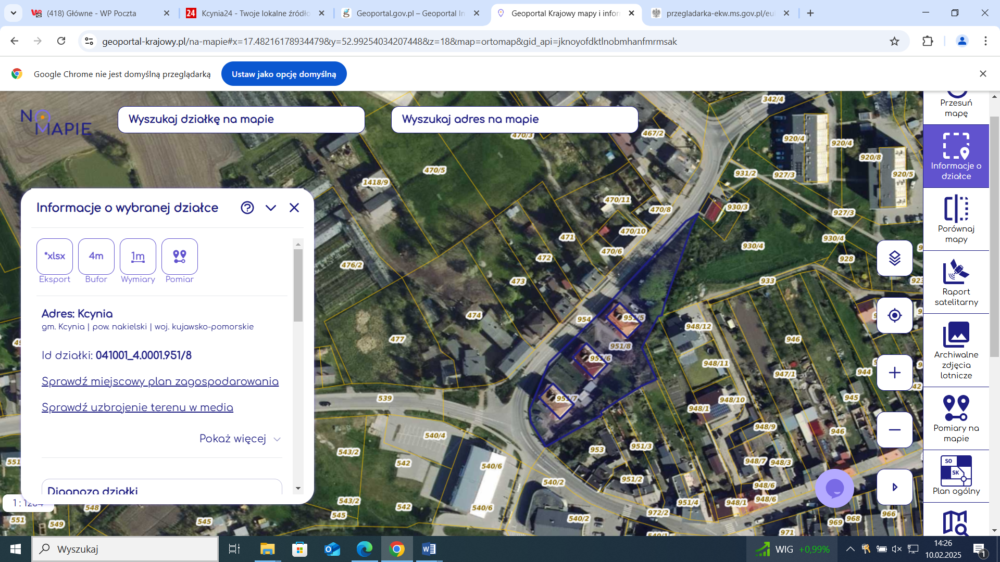 (418) Główne - WP Poczta
Kcynia24 - Twoje lokalne źródło
Geoportal.gov.pl – Geoportal In
Geoportal Krajowy mapy i infor
przegladarka-ekw.ms.gov.pl/eu
geoportal-krajowy.pl/na-mapie#x=17.48216178934479&y=52.99254034207448&z=18&map=ortomap&gid_api=jknoyofdktlnobmhanfmrmsak
Google Chrome nie jest domyślną przeglądarką
Ustaw jako opcję domyślną
NA MAPIE
Wyszukaj działkę na mapie
Wyszukaj adres na mapie
Informacje o wybranej działce
*xlsx
4m
1m
Eksport
Bufor
Wymiary
Pomiar
Adres: Kcynia
gm. Kcynia | pow. nakielski | woj. kujawsko-pomorskie
Id działki: 041001_4.0001.951/8
Sprawdź miejscowy plan zagospodarowania
Sprawdź uzbrojenie terenu w media
Pokaż więcej
Diagnoza działki
1 : 1264
342/4
470/3
467/2
920/4
920/4
920/8
920/5
470/5
931/2
927/3
1418/9
470/11
470/8
930/3
927/3
470/10
471
930/4
930/4
472
470/6
928
476/2
473
933
474
954
951/5
948/12
477
946
951/8
951/6
948/11
944
947/1
539
951/7
948/10
945
948/1
540/4
948/9
946
543/2
953
951/3
551
542
540/6
948/7
948/3
951/2
540/2
948/6
543/2
951/4
948/1
948/6
548
542
540/6
972/2
966
551
549
545
545
540/2
969
968
540/1
971
Przesuń
mapę
Informacje o
działce
Porównaj
mapy
Raport
satelitarny
Archiwalne
zdjęcia
lotnicze
Pomiary na
mapie
SO
SK
Plan ogólny
Wyszukaj
WIG +0,99%
14:26
10.02.2025
1